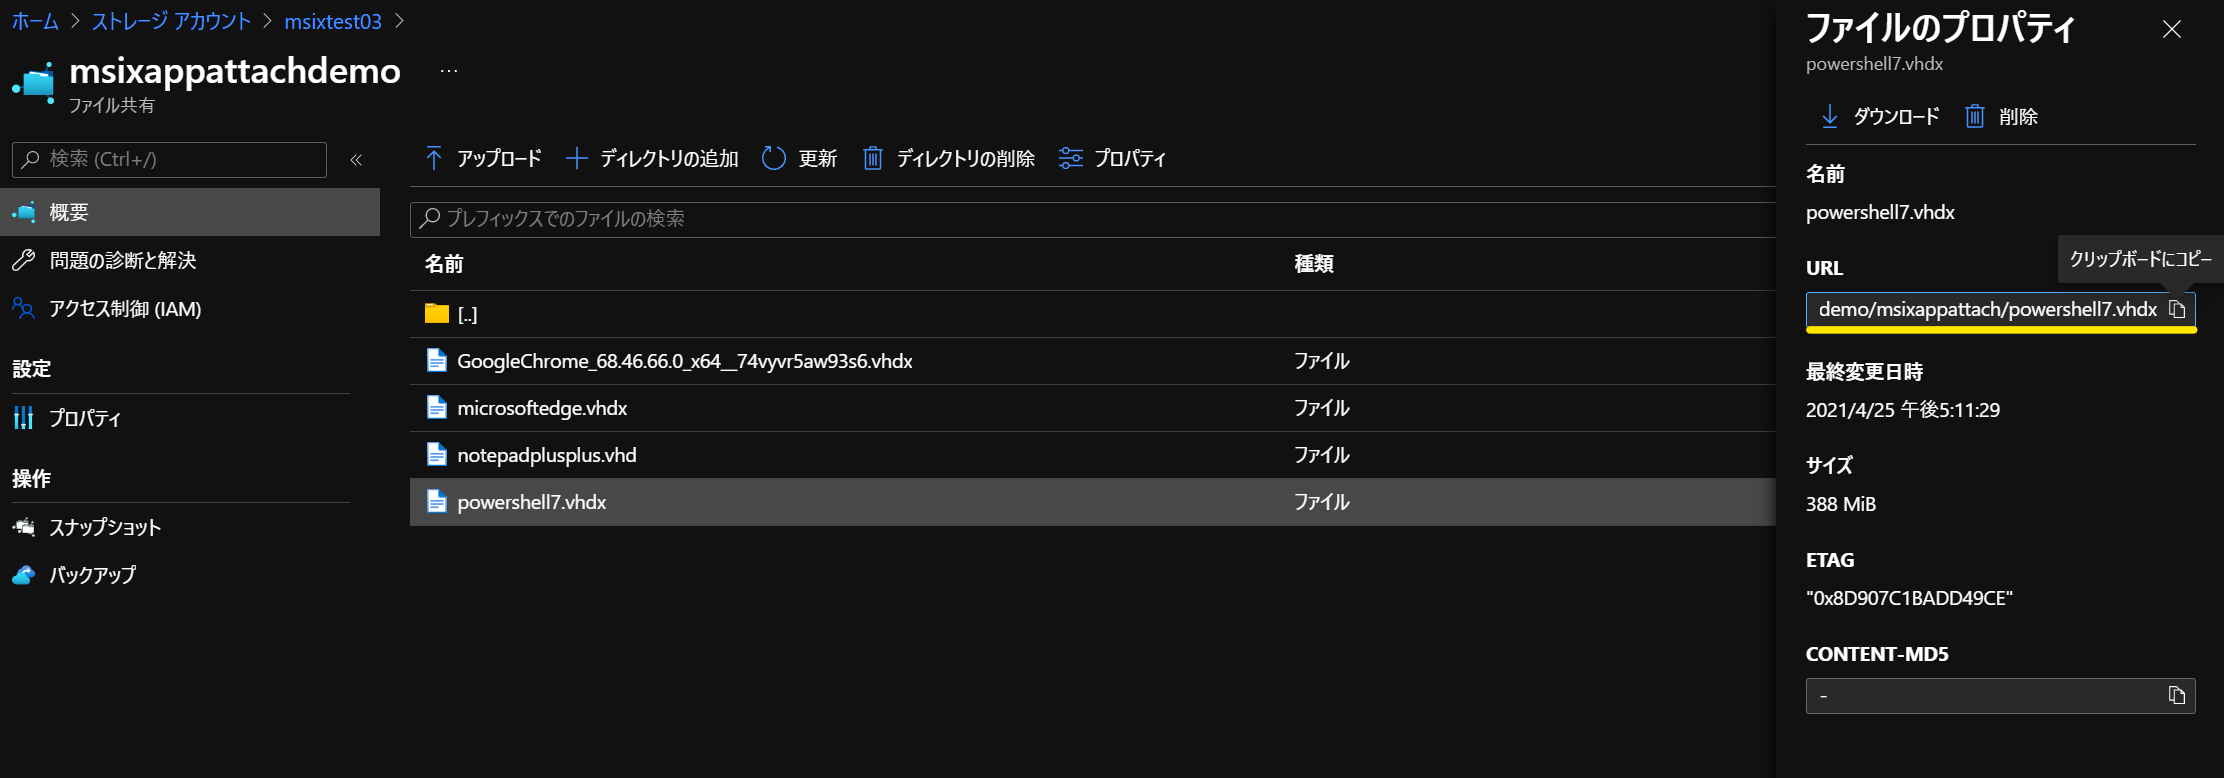 ホーム > ストレージ アカウント > msixtest03 >
msixappattachdemo ...
ファイル共有
検索 (Ctrl+/)
«
概要
問題の診断と解決
アクセス制御 (IAM)
設定
プロパティ
操作
スナップショット
バックアップ
アップロード ディレクトリの追加 更新 ディレクトリの削除 プロパティ
プレフィックスでのファイルの検索
名前 種類
[..]
GoogleChrome_68.46.66.0_x64__74vyvr5aw93s6.vhdx ファイル
microsoftedge.vhdx ファイル
notepadplusplus.vhd ファイル
powershell7.vhdx ファイル
ファイルのプロパティ
powershell7.vhdx
ダウンロード 削除
名前
powershell7.vhdx
クリップボードにコピー
URL
demo/msixappattach/powershell7.vhdx
最終変更日時
2021/4/25 午後5:11:29
サイズ
388 MiB
ETAG
"0x8D907C1BADD49CE"
CONTENT-MD5
-